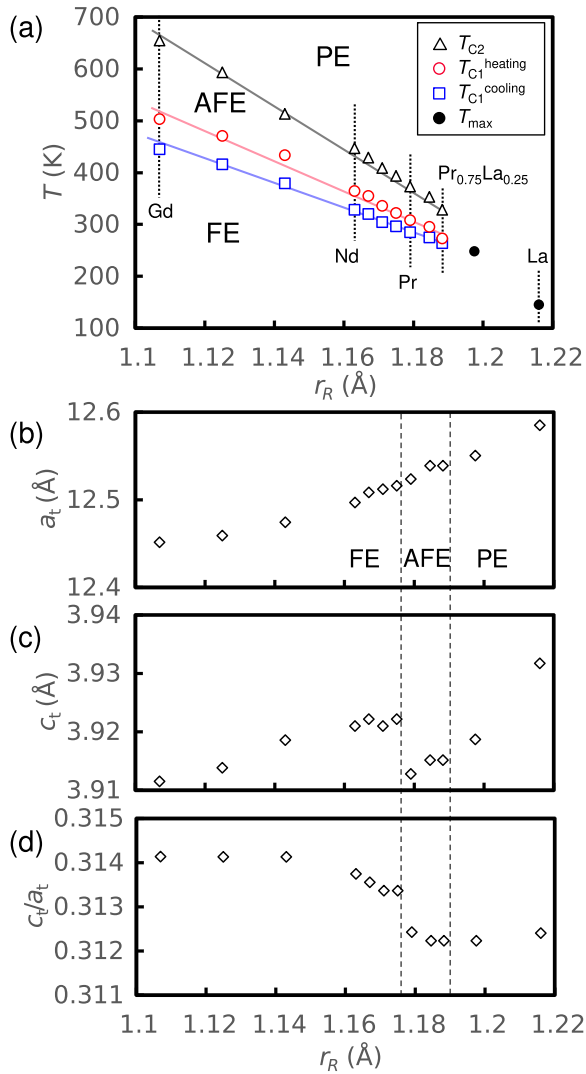 (a)
700
600
500
400
300
200
100
T (K)
PE
AFE
FE
T_C2
T_C1^heating
T_C1^cooling
T_max
Gd
Nd
Pr
Pr0.75La0.25
La
1.1 1.12 1.14 1.16 1.18 1.2 1.22
r_R (Å)
(b)
12.6
12.5
12.4
a_t (Å)
FE AFE PE
(c)
3.94
3.93
3.92
3.91
c_t (Å)
(d)
0.315
0.314
0.313
0.312
0.311
c_t/a_t
1.1 1.12 1.14 1.16 1.18 1.2 1.22
r_R (Å)